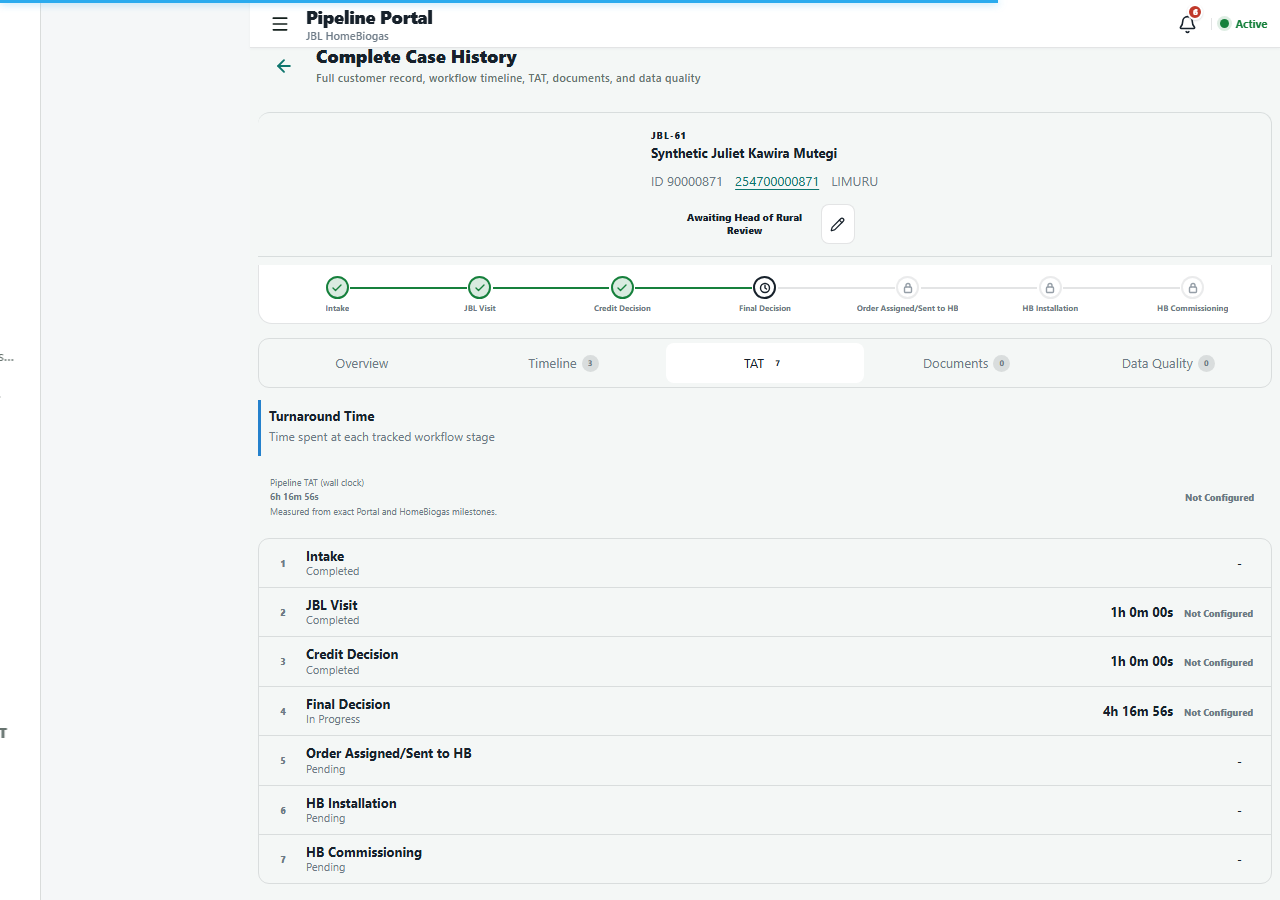 Pipeline Portal
JBL HomeBiogas
6
Active
Complete Case History
Full customer record, workflow timeline, TAT, documents, and data quality
JBL-61
Synthetic Juliet Kawira Mutegi
ID 90000871 254700000871 LIMURU
Awaiting Head of Rural
Review
Intake
JBL Visit
Credit Decision
Final Decision
Order Assigned/Sent to HB
HB Installation
HB Commissioning
Overview
Timeline 3
TAT 7
Documents 0
Data Quality 0
s...
T
Turnaround Time
Time spent at each tracked workflow stage
Pipeline TAT (wall clock)
6h 16m 56s
Measured from exact Portal and HomeBiogas milestones.
Not Configured
1 Intake -
Completed
2 JBL Visit 1h 0m 00s Not Configured
Completed
3 Credit Decision 1h 0m 00s Not Configured
Completed
4 Final Decision 4h 16m 56s Not Configured
In Progress
5 Order Assigned/Sent to HB -
Pending
6 HB Installation -
Pending
7 HB Commissioning -
Pending